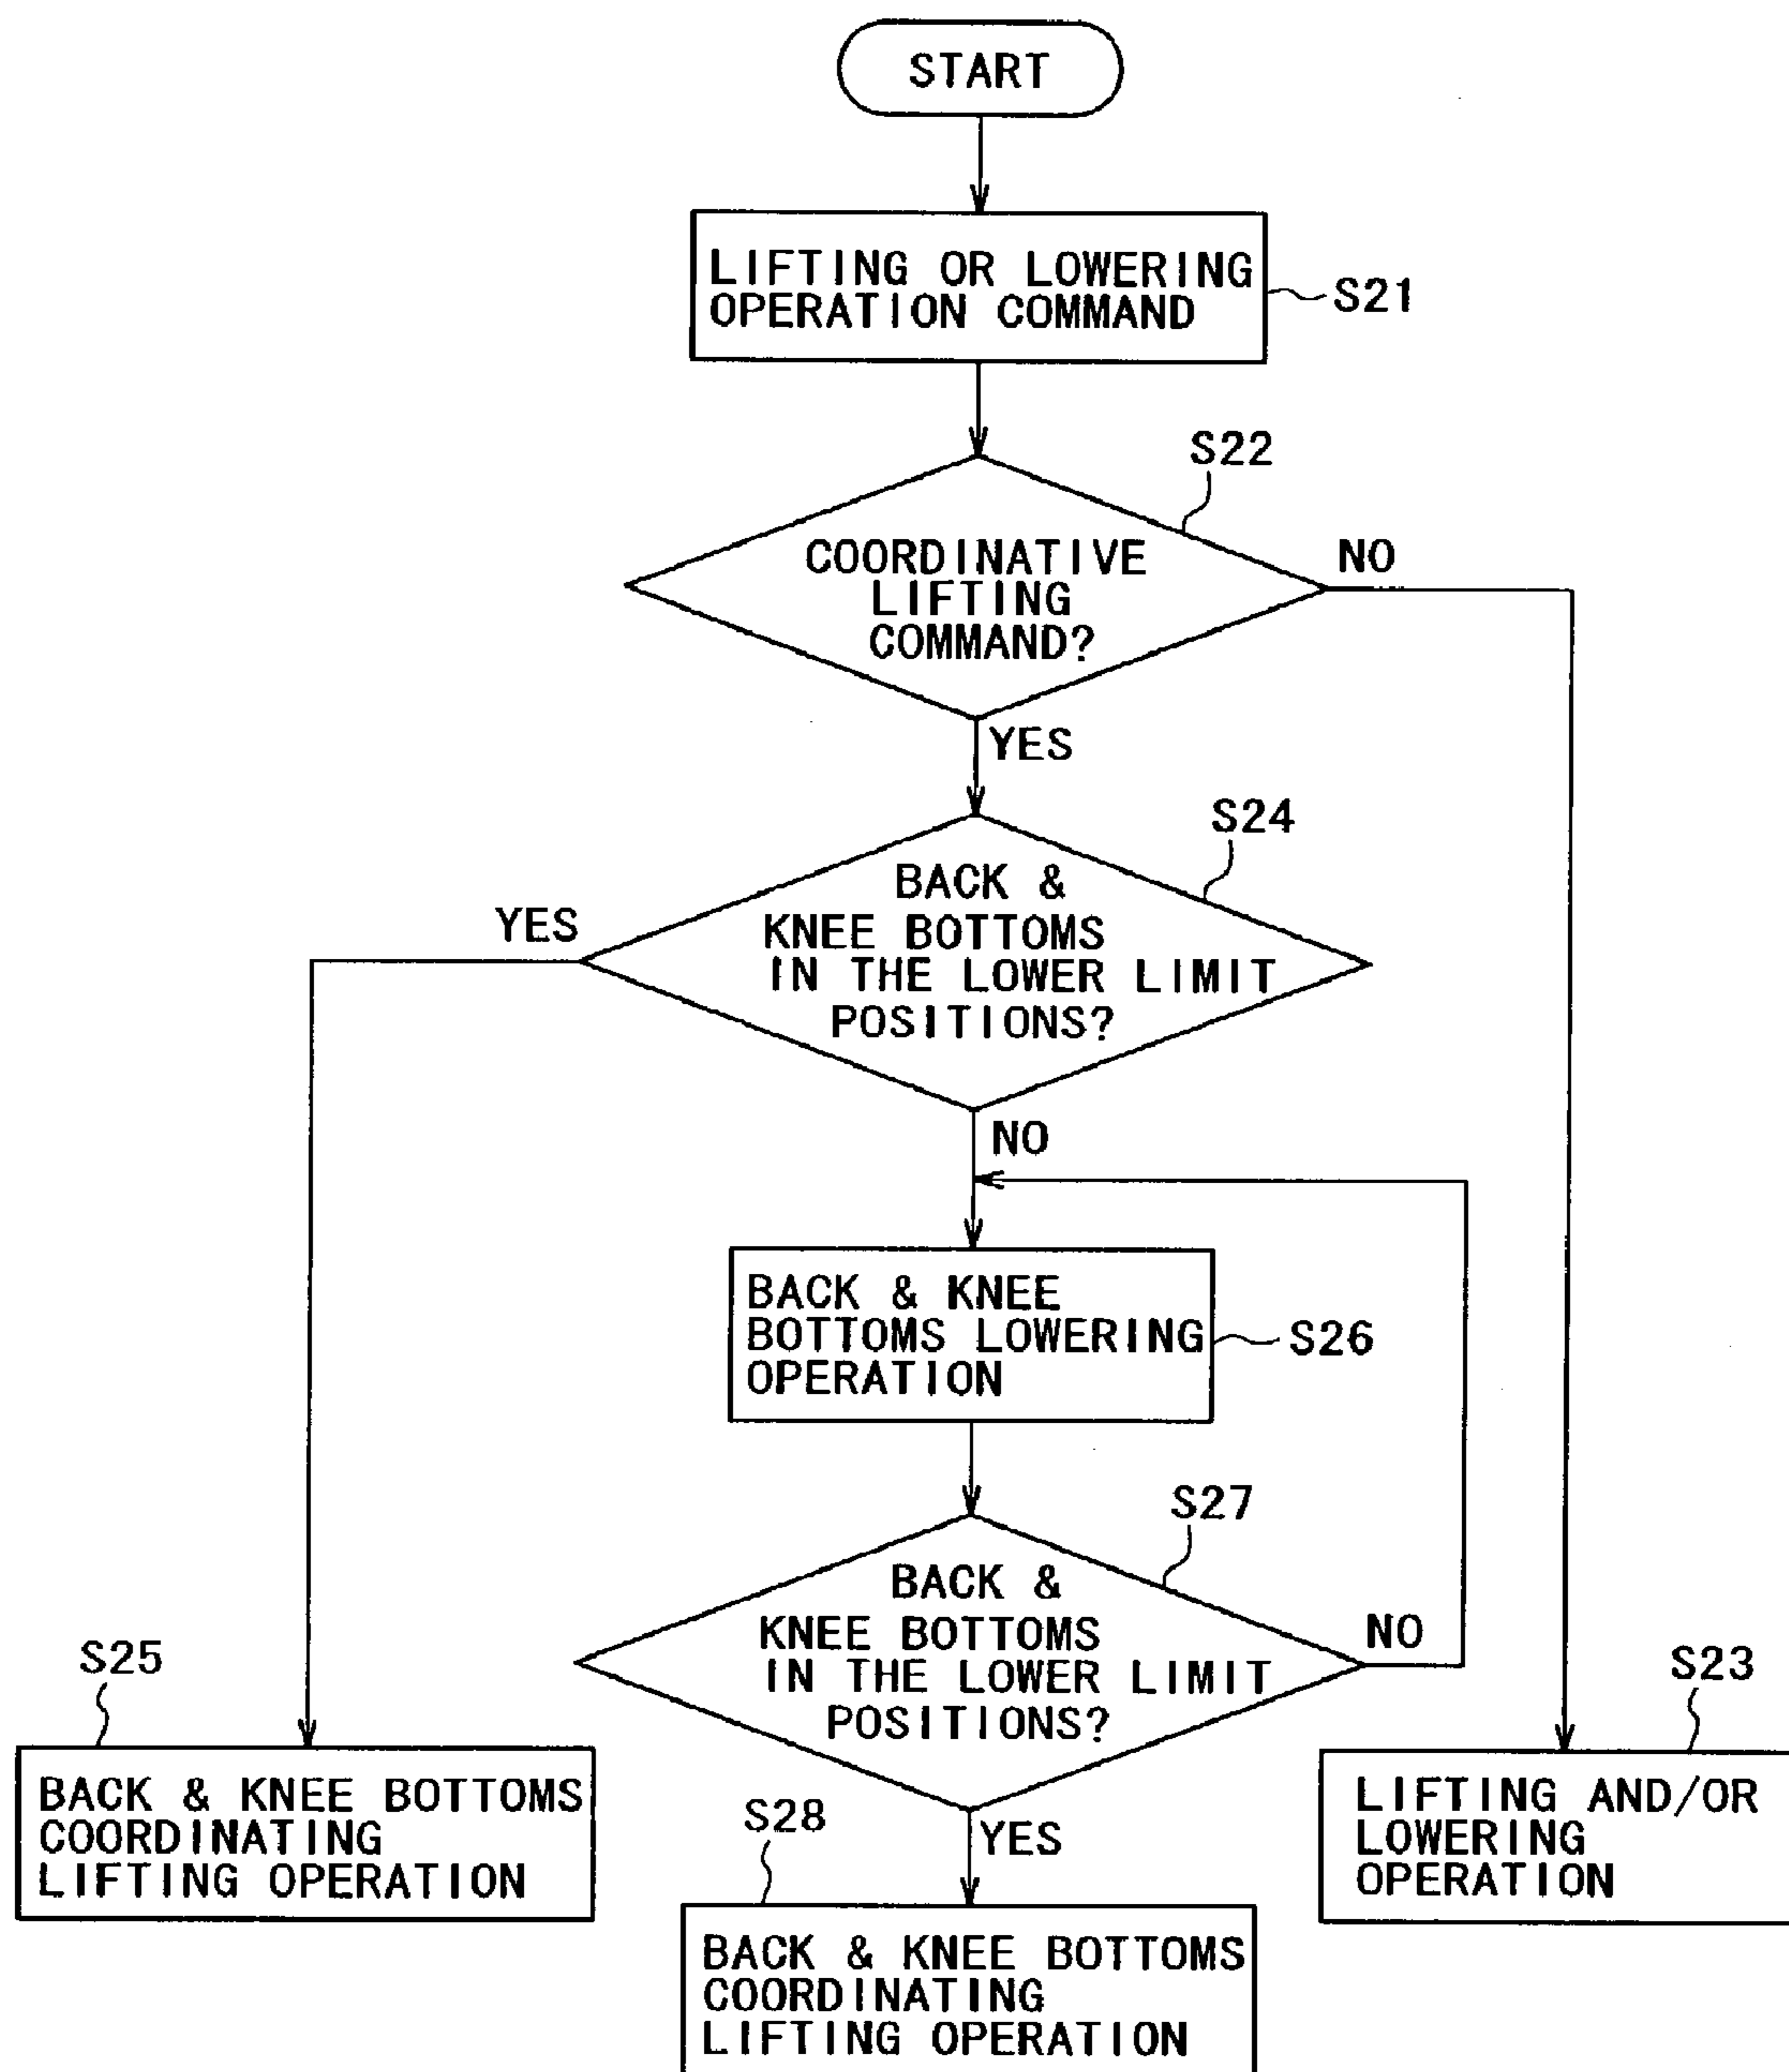 START
LIFTING OR LOWERING
OPERATION COMMAND
S21
S22
COORDINATIVE
LIFTING
COMMAND?
NO
YES
S24
BACK &
KNEE BOTTOMS
IN THE LOWER LIMIT
POSITIONS?
YES
NO
BACK & KNEE
BOTTOMS LOWERING
OPERATION
S26
S27
BACK &
KNEE BOTTOMS
IN THE LOWER LIMIT
POSITIONS?
NO
YES
S25
BACK & KNEE BOTTOMS
COORDINATING
LIFTING OPERATION
S28
BACK & KNEE BOTTOMS
COORDINATING
LIFTING OPERATION
S23
LIFTING AND/OR
LOWERING
OPERATION